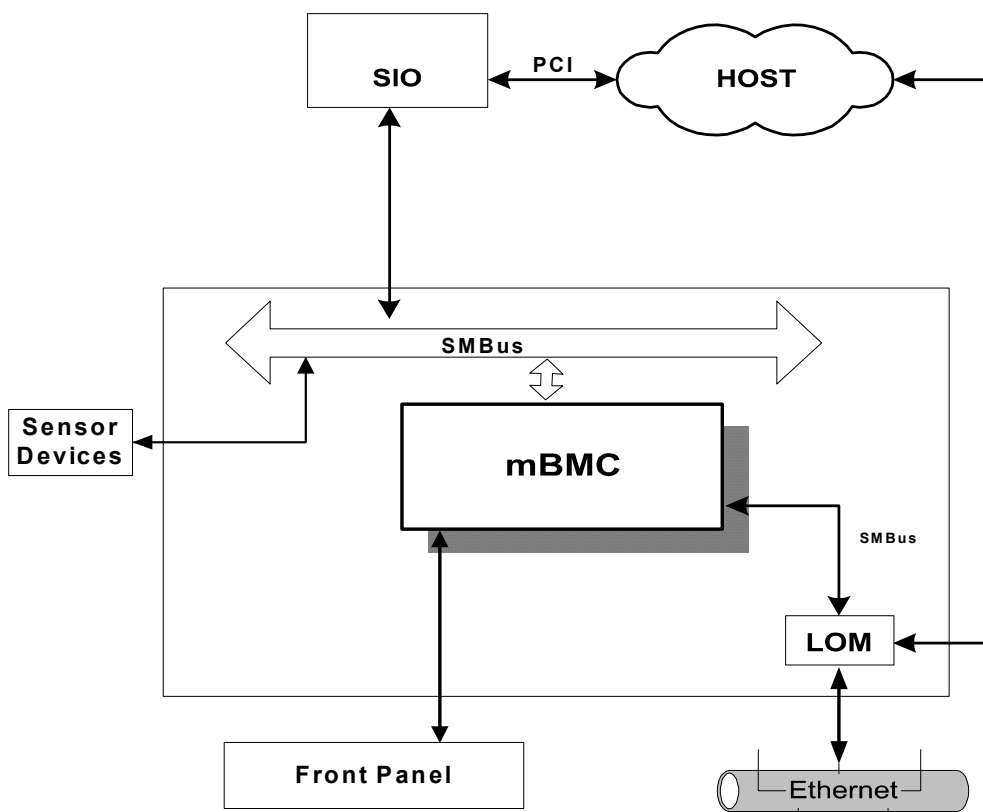 PCI
SIO
HOST
SMBus
Sensor
Devices
mBMC
SMBus
LOM
Front Panel
Ethernet